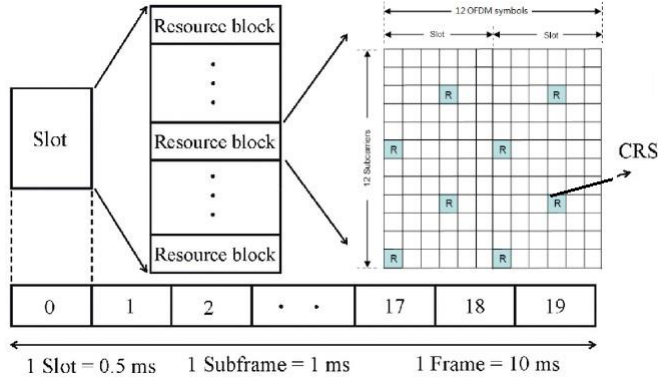 Resource block
12 OFDM symbols
Slot
Slot
Slot
Resource block
Resource block
12 Subcarriers
R
R
R
R
R
R
R
R
CRS
0
1
2
17
18
19
1 Slot = 0.5 ms
1 Subframe = 1 ms
1 Frame = 10 ms